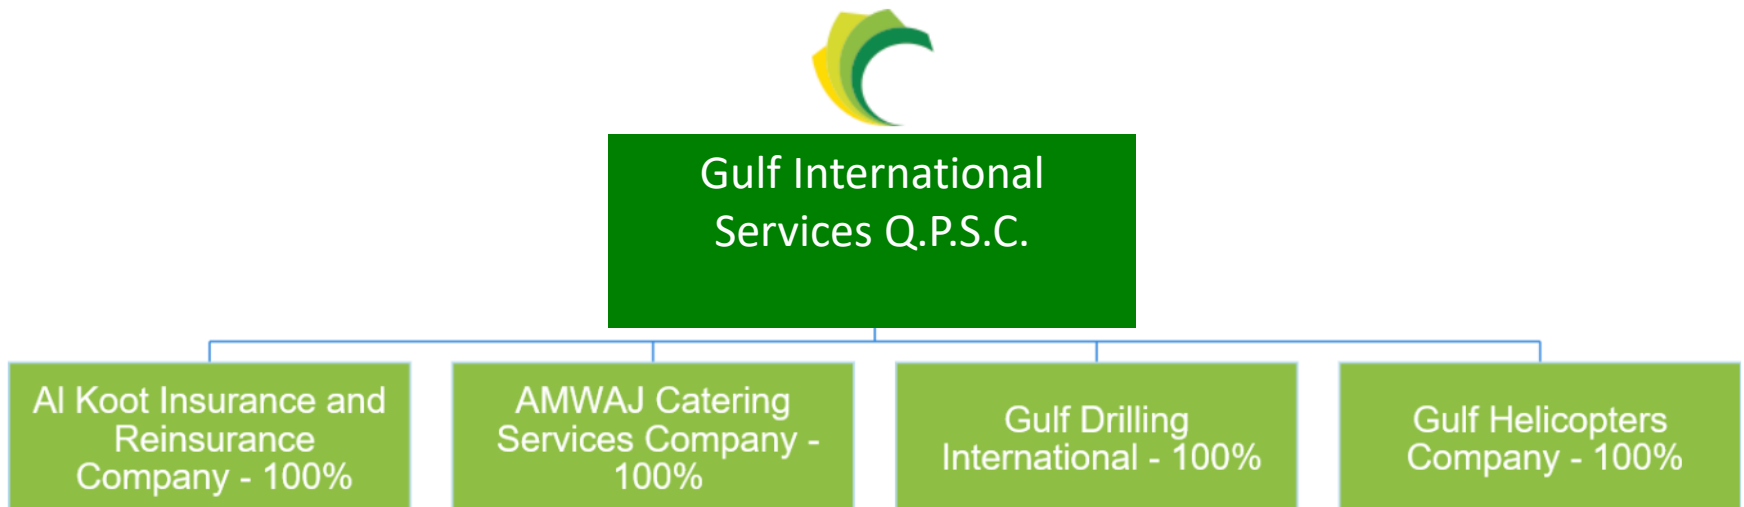 Gulf International
Services Q.P.S.C.
Al Koot Insurance and
Reinsurance
Company - 100%
AMWAJ Catering
Services Company -
100%
Gulf Drilling
International - 100%
Gulf Helicopters
Company - 100%